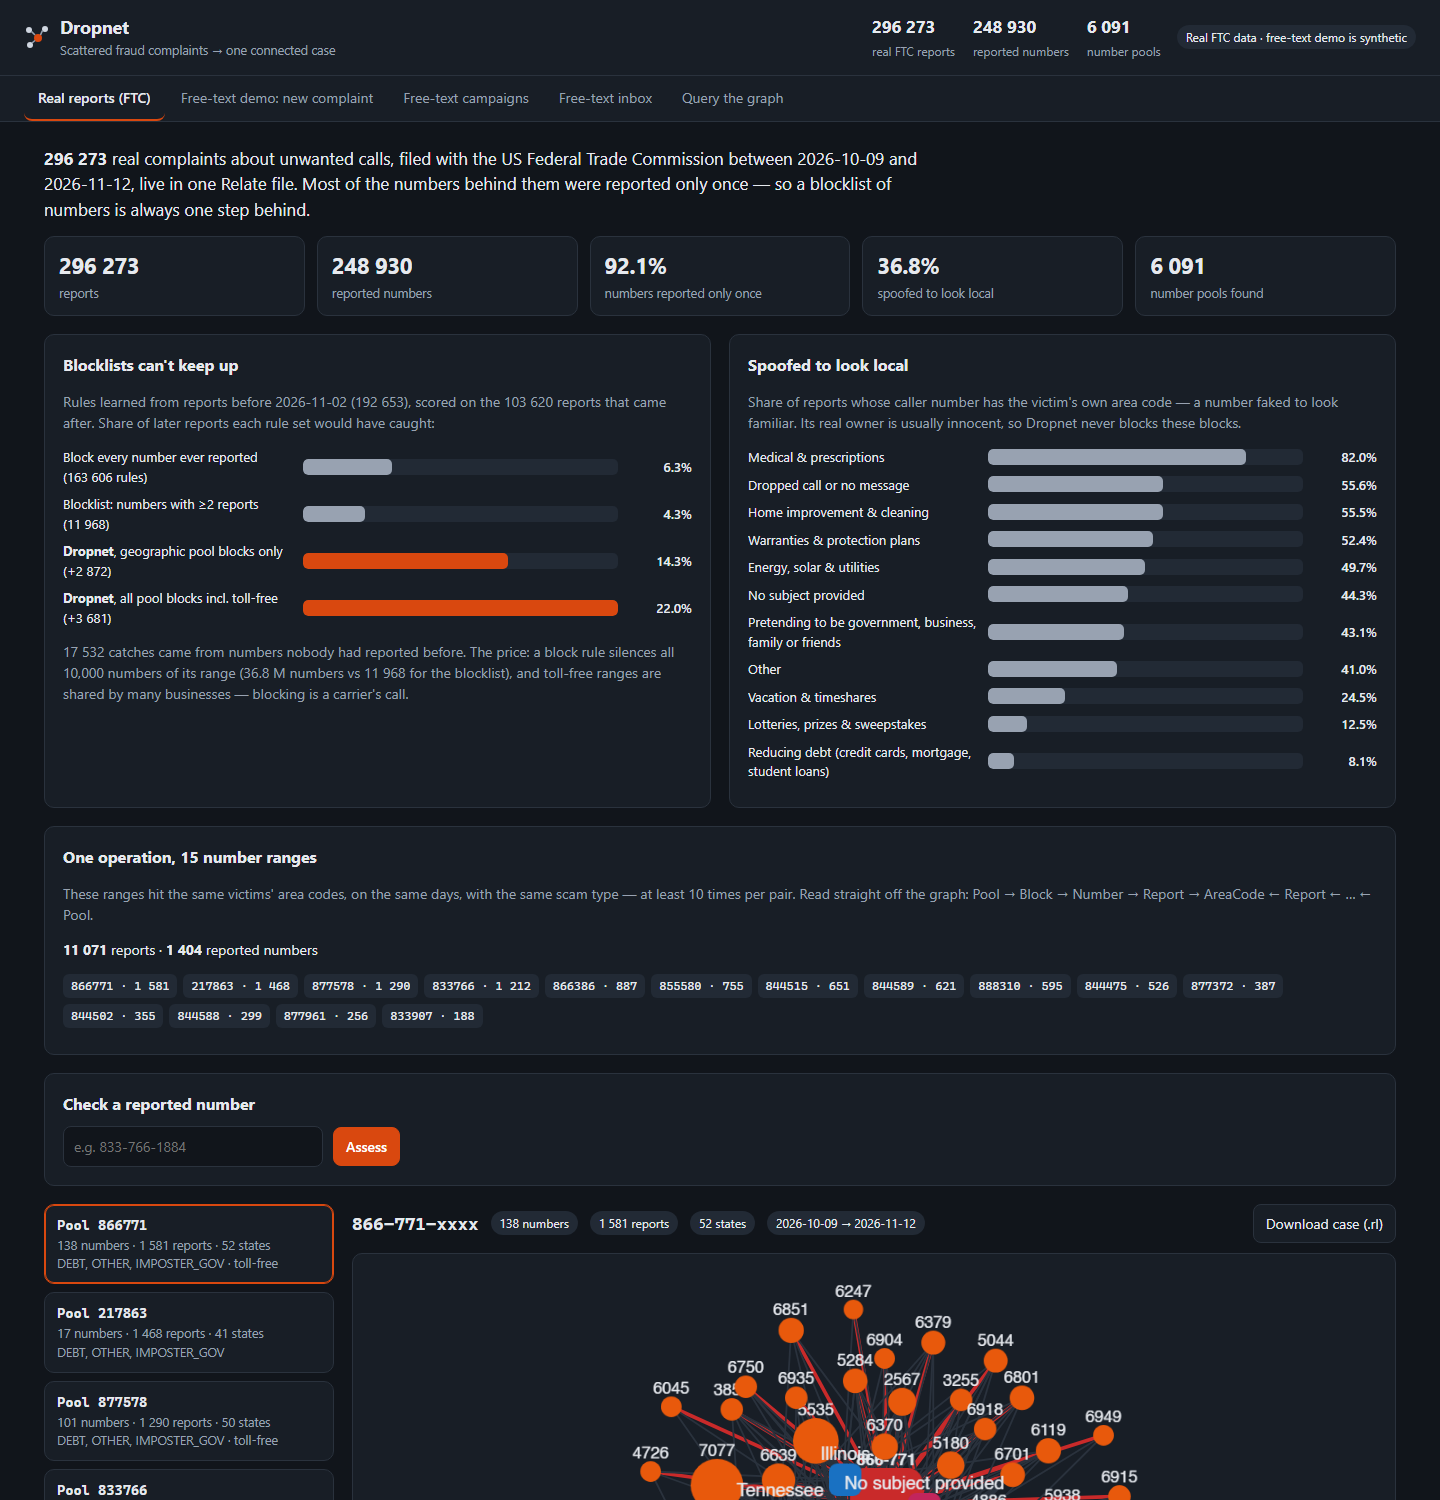 Dropnet
Scattered fraud complaints → one connected case
296 273
real FTC reports
248 930
reported numbers
6 091
number pools
Real FTC data · free-text demo is synthetic
Real reports (FTC)
Free-text demo: new complaint
Free-text campaigns
Free-text inbox
Query the graph
296 273 real complaints about unwanted calls, filed with the US Federal Trade Commission between 2026-10-09 and
2026-11-12, live in one Relate file. Most of the numbers behind them were reported only once — so a blocklist of
numbers is always one step behind.
296 273
reports
248 930
reported numbers
92.1%
numbers reported only once
36.8%
spoofed to look local
6 091
number pools found
Blocklists can't keep up
Rules learned from reports before 2026-11-02 (192 653), scored on the 103 620 reports that came
after. Share of later reports each rule set would have caught:
Block every number ever reported
(163 606 rules)
6.3%
Blocklist: numbers with ≥2 reports
(11 968)
4.3%
Dropnet, geographic pool blocks only
(+2 872)
14.3%
Dropnet, all pool blocks incl. toll-free
(+3 681)
22.0%
17 532 catches came from numbers nobody had reported before. The price: a block rule silences all
10,000 numbers of its range (36.8 M numbers vs 11 968 for the blocklist), and toll-free ranges are
shared by many businesses — blocking is a carrier's call.
Spoofed to look local
Share of reports whose caller number has the victim's own area code — a number faked to look
familiar. Its real owner is usually innocent, so Dropnet never blocks these blocks.
Medical & prescriptions
82.0%
Dropped call or no message
55.6%
Home improvement & cleaning
55.5%
Warranties & protection plans
52.4%
Energy, solar & utilities
49.7%
No subject provided
44.3%
Pretending to be government, business,
family or friends
43.1%
Other
41.0%
Vacation & timeshares
24.5%
Lotteries, prizes & sweepstakes
12.5%
Reducing debt (credit cards, mortgage,
student loans)
8.1%
One operation, 15 number ranges
These ranges hit the same victims' area codes, on the same days, with the same scam type — at least 10 times per pair. Read straight off the graph: Pool → Block → Number → Report → AreaCode ← Report ← … ←
Pool.
11 071 reports · 1 404 reported numbers
866771 · 1 581
217863 · 1 468
877578 · 1 290
833766 · 1 212
866386 · 887
855580 · 755
844515 · 651
844589 · 621
888310 · 595
844475 · 526
877372 · 387
844502 · 355
844588 · 299
877961 · 256
833907 · 188
Check a reported number
e.g. 833-766-1884
Assess
Pool 866771
138 numbers · 1 581 reports · 52 states
DEBT, OTHER, IMPOSTER_GOV · toll-free
Pool 217863
17 numbers · 1 468 reports · 41 states
DEBT, OTHER, IMPOSTER_GOV
Pool 877578
101 numbers · 1 290 reports · 50 states
DEBT, OTHER, IMPOSTER_GOV · toll-free
Pool 833766
866-771-xxxx
138 numbers
1 581 reports
52 states
2026-10-09 → 2026-11-12
Download case (.rl)
6247
6851
6379
6904
5044
5284
6750
6935
2567
3255
6801
6045
5535
6918
6949
6370
6119
4726
7077
6639
Illinois
866-771
5180
6701
6915
Tennessee
No subject provided
4886
5938